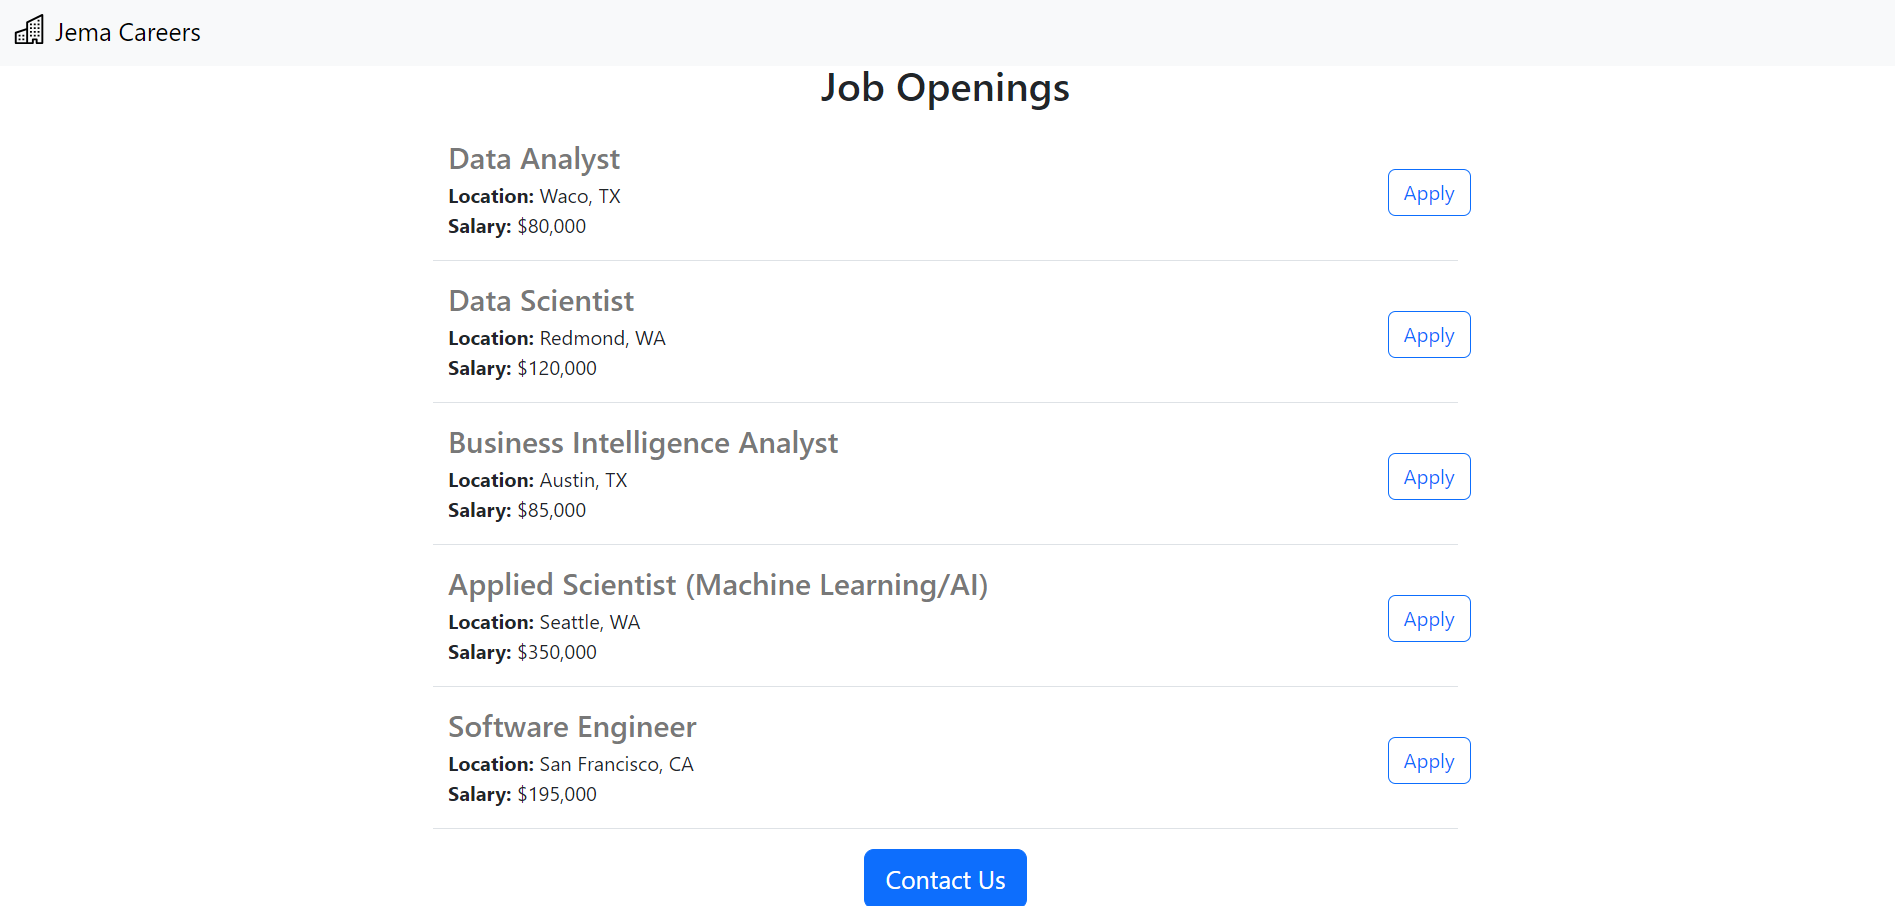 Jema Careers
Job Openings
Data Analyst
Location: Waco, TX
Salary: $80,000
Apply
Data Scientist
Location: Redmond, WA
Salary: $120,000
Apply
Business Intelligence Analyst
Location: Austin, TX
Salary: $85,000
Apply
Applied Scientist (Machine Learning/AI)
Location: Seattle, WA
Salary: $350,000
Apply
Software Engineer
Location: San Francisco, CA
Salary: $195,000
Apply
Contact Us